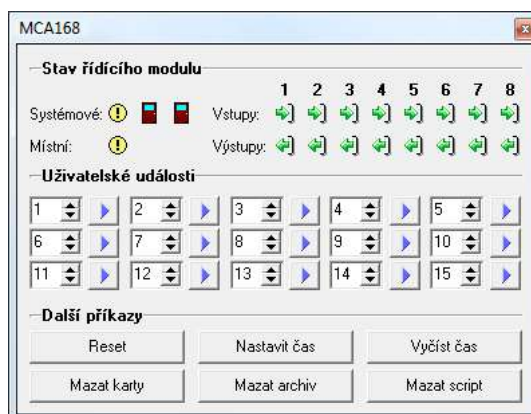 MCA168
Stav řídícího modulu
1 2 3 4 5 6 7 8
Systémové: Vstupy:
Místní: Výstupy:
Uživatelské události
1 2 3 4 5
6 7 8 9 10
11 12 13 14 15
Další příkazy
Reset Nastavit čas Vyčíst čas
Mazat karty Mazat archiv Mazat script